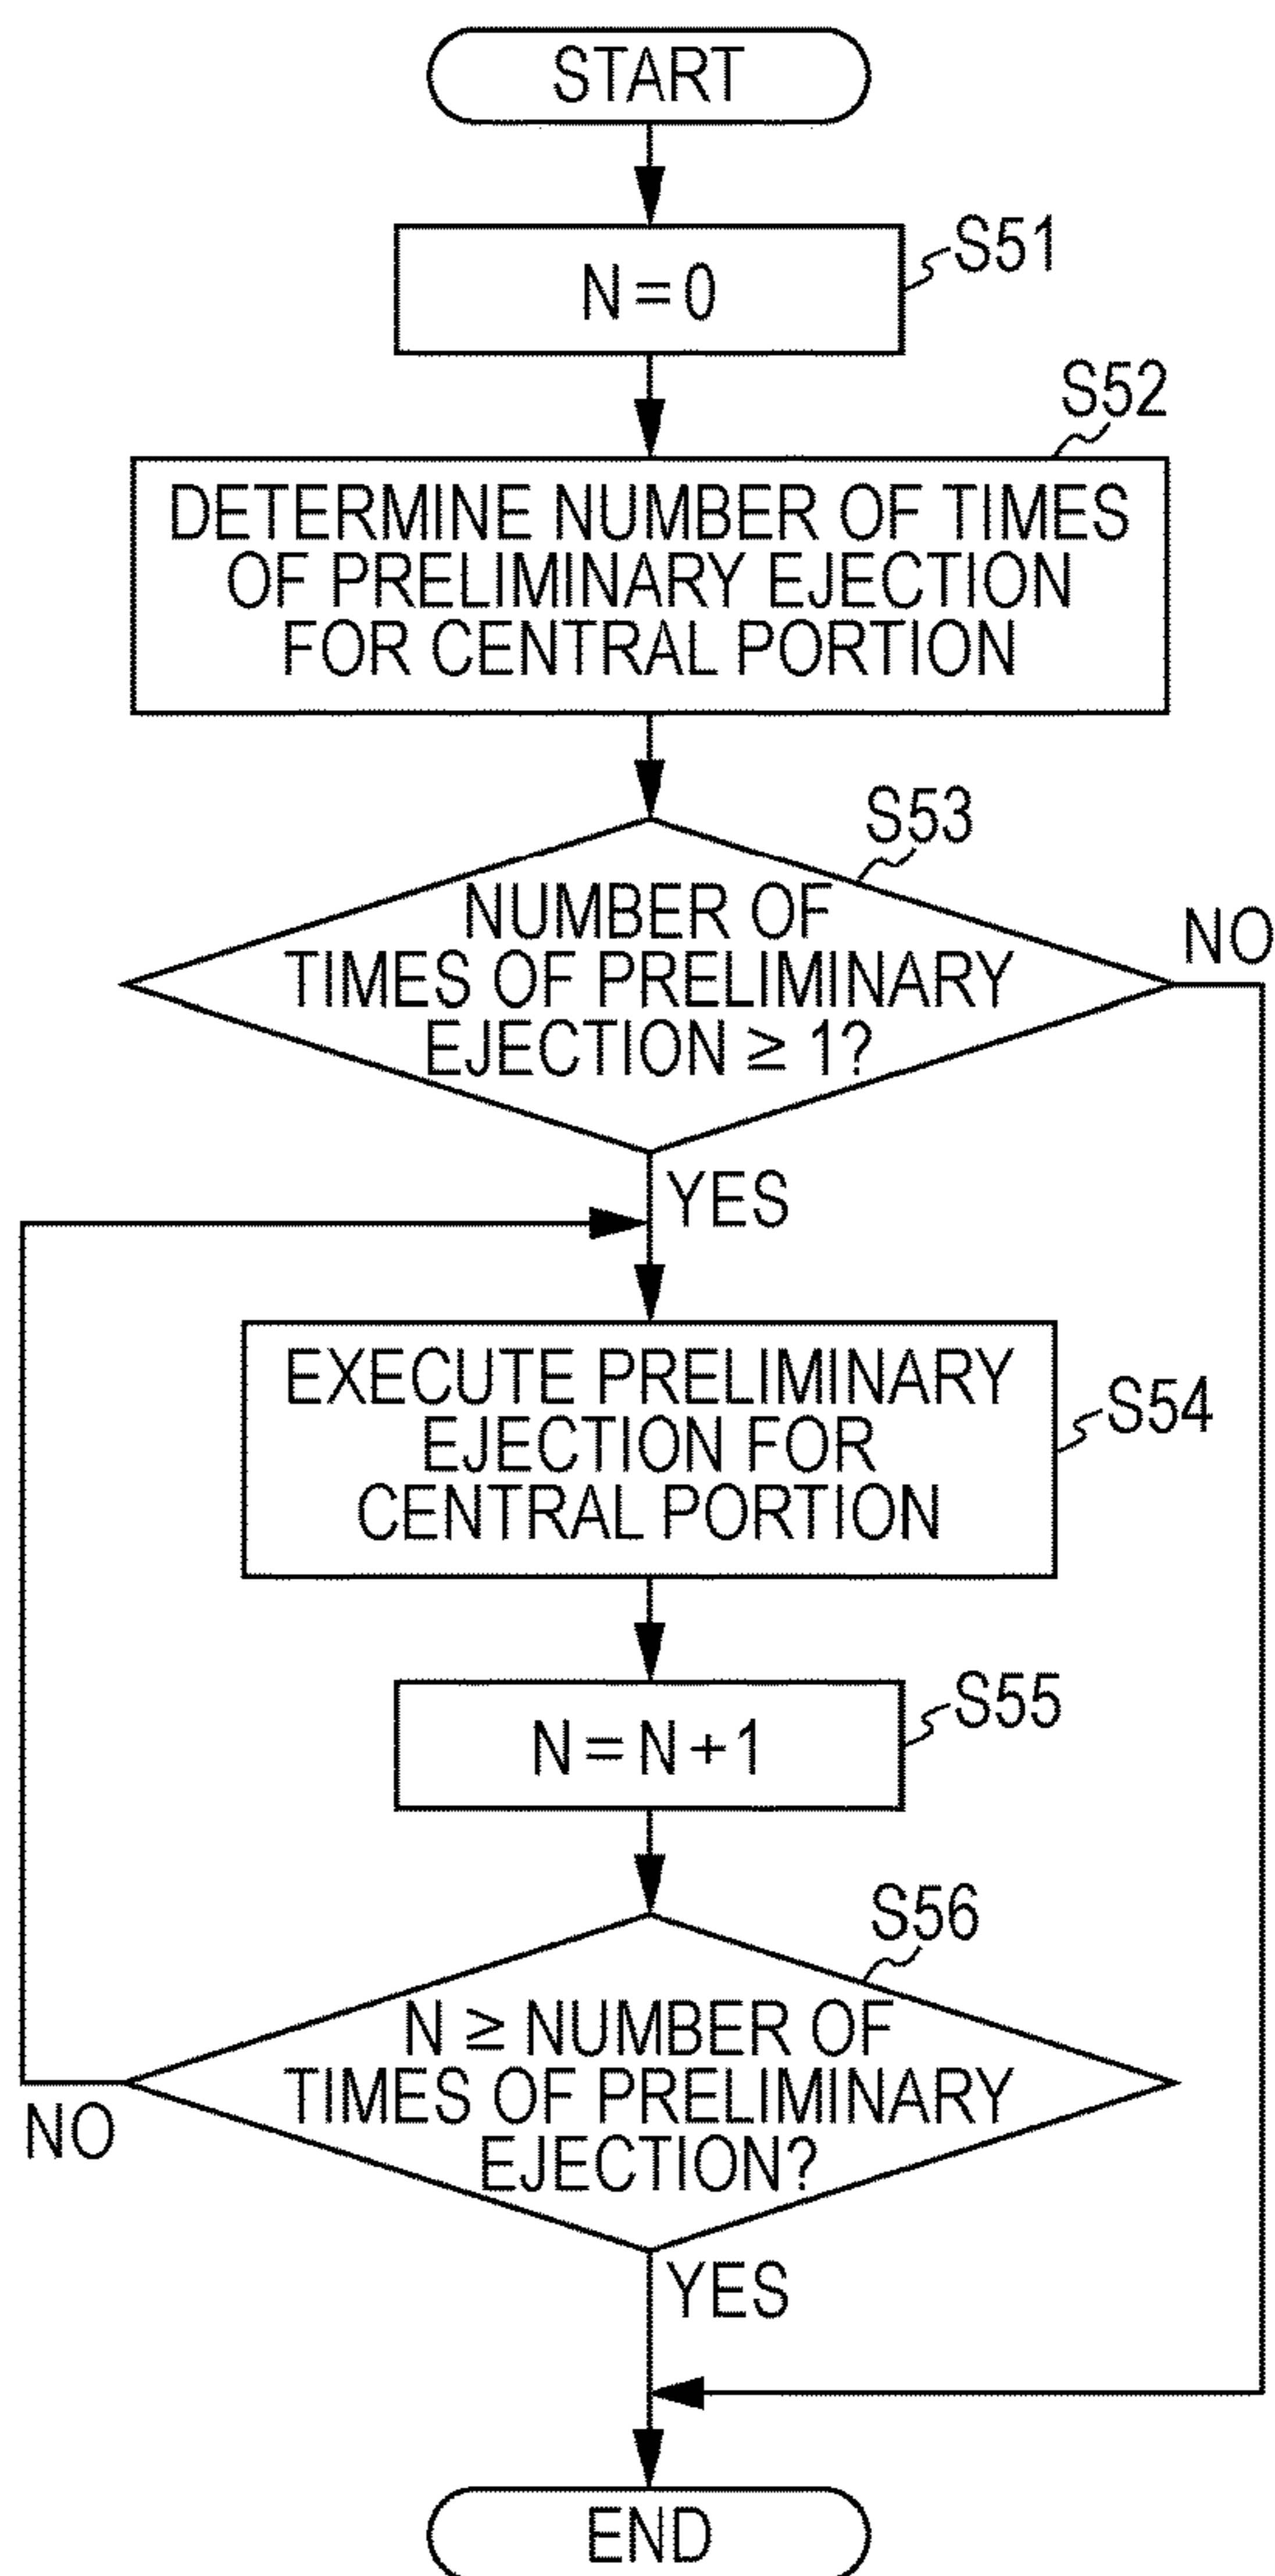 START
N = 0
S51
S52
DETERMINE NUMBER OF TIMES
OF PRELIMINARY EJECTION
FOR CENTRAL PORTION
S53
NUMBER OF
TIMES OF PRELIMINARY
EJECTION ≥ 1?
NO
YES
EXECUTE PRELIMINARY
EJECTION FOR
CENTRAL PORTION
S54
N = N + 1
S55
S56
N ≥ NUMBER OF
TIMES OF PRELIMINARY
EJECTION?
NO
YES
END